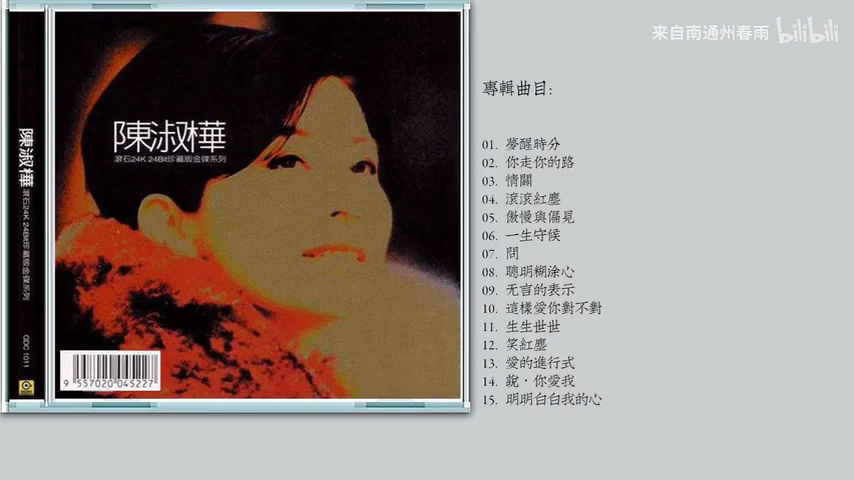 来自南通州春雨 bilibili
陳淑樺
滚石24K 24Bit珍藏版金碟系列
陳淑樺
滚石24K 24Bit珍藏版金碟系列
GDC 1011
9 557020 045227
專輯曲目:
01. 夢醒時分
02. 你走你的路
03. 情關
04. 滾滾紅塵
05. 傲慢與偏見
06. 一生守候
07. 問
08. 聰明糊涂心
09. 无言的表示
10. 這樣愛你對不對
11. 生生世世
12. 笑紅塵
13. 愛的進行式
14. 說，你愛我
15. 明明白白我的心